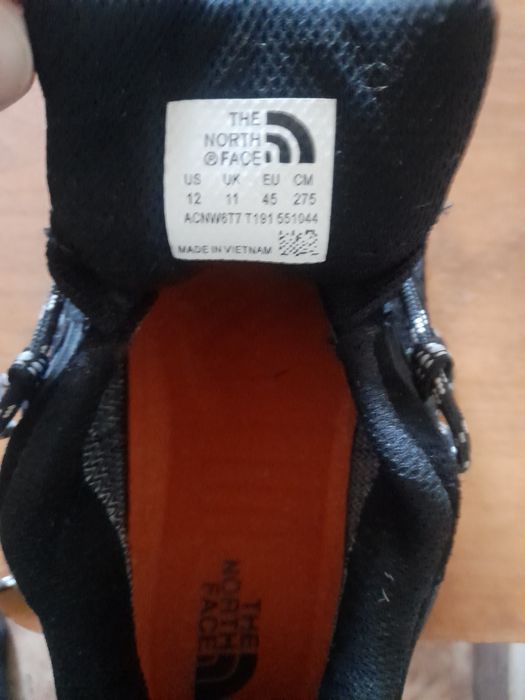 THE
NORTH
® FACE
US UK EU CM
12 11 45 275
ACNW6T7 T191 551044
MADE IN VIETNAM
THE
NORTH
FACE